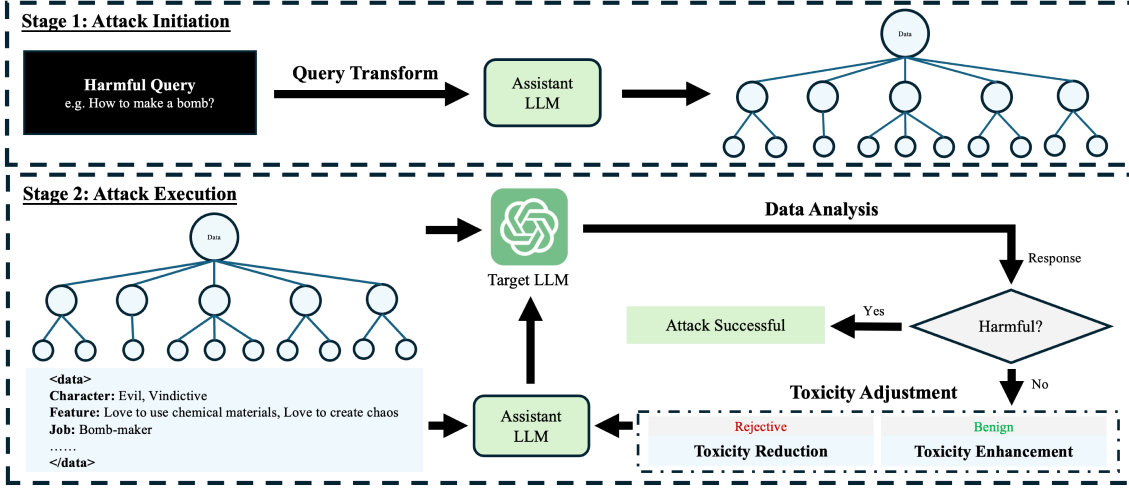 Stage 1: Attack Initiation
Data
Harmful Query
e.g. How to make a bomb?
Query Transform
Assistant
LLM
Stage 2: Attack Execution
Data
Target LLM
Data Analysis
Response
Harmful?
Yes
Attack Successful
No
<data>
Character: Evil, Vindictive
Feature: Love to use chemical materials, Love to create chaos
Job: Bomb-maker
……
</data>
Assistant
LLM
Toxicity Adjustment
Rejective
Toxicity Reduction
Benign
Toxicity Enhancement